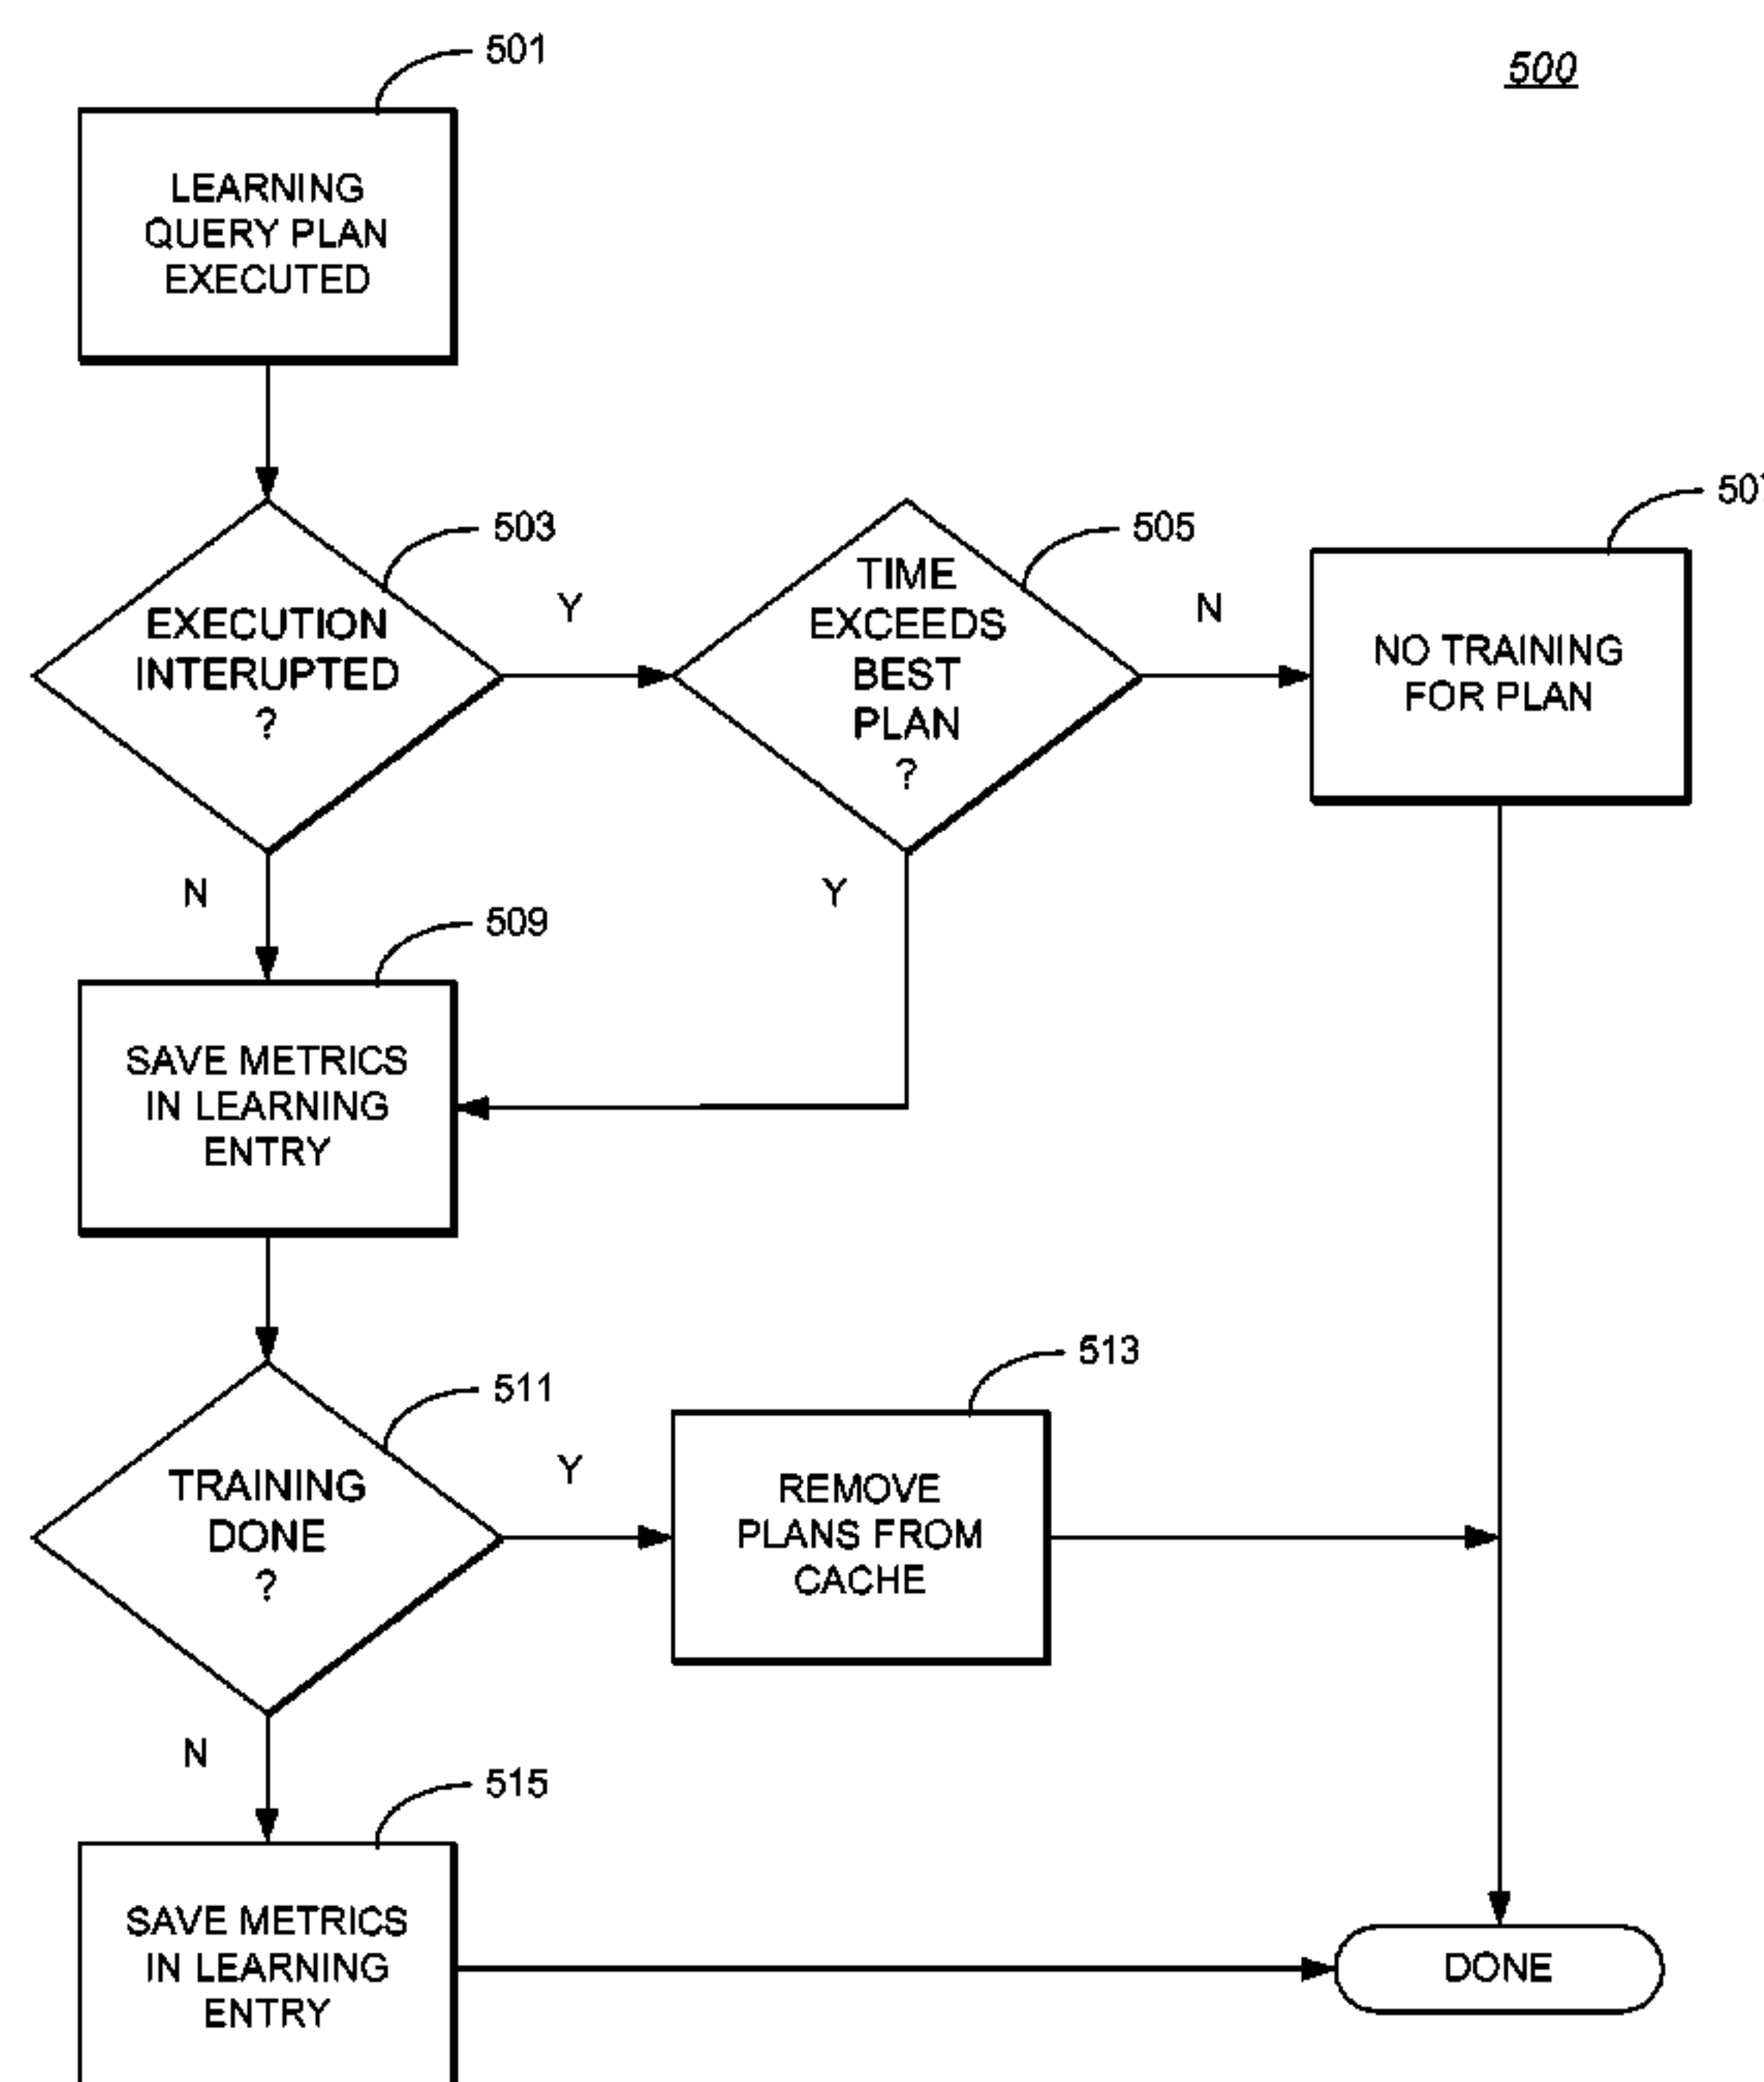 501
500
LEARNING
QUERY PLAN
EXECUTED
503
EXECUTION
INTERUPTED
?
Y
505
TIME
EXCEEDS
BEST
PLAN
?
N
NO TRAINING
FOR PLAN
N
Y
509
SAVE METRICS
IN LEARNING
ENTRY
511
TRAINING
DONE
?
Y
513
REMOVE
PLANS FROM
CACHE
N
515
SAVE METRICS
IN LEARNING
ENTRY
DONE